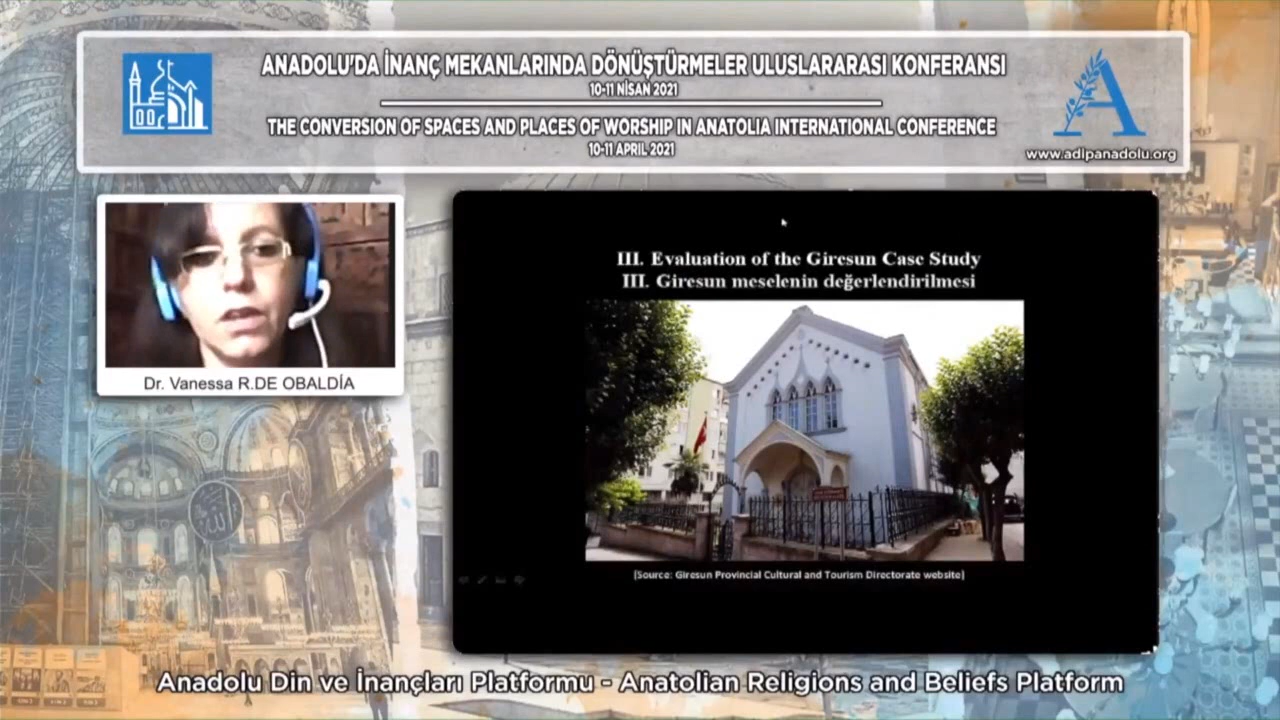 ANADOLU'DA İNANÇ MEKANLARINDA DÖNÜŞTÜRMELER ULUSLARARASI KONFERANSI
10-11 NİSAN 2021
THE CONVERSION OF SPACES AND PLACES OF WORSHIP IN ANATOLIA INTERNATIONAL CONFERENCE
10-11 APRIL 2021
www.adipanadolu.org
Dr. Vanessa R.DE OBALDÍA
III. Evaluation of the Giresun Case Study
III. Giresun meselenin değerlendirilmesi
(Source: Giresun Provincial Cultural and Tourism Directorate website)
Anadolu Din ve İnançları Platformu - Anatolian Religions and Beliefs Platform